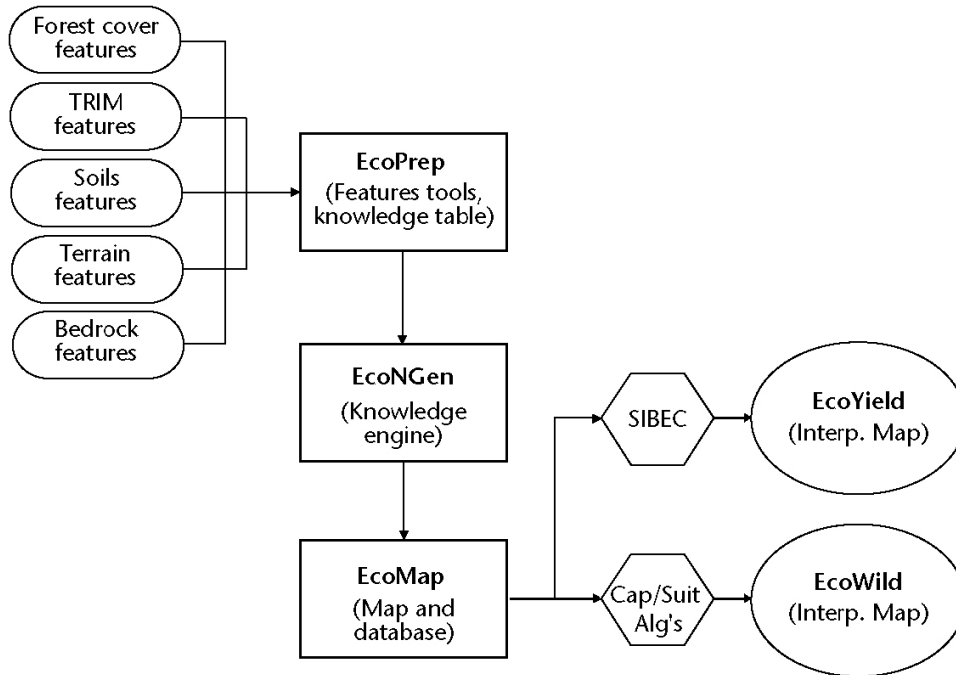 Forest cover
features
TRIM
features
Soils
features
Terrain
features
Bedrock
features
EcoPrep
(Features tools,
knowledge table)
EcoNGen
(Knowledge
engine)
EcoMap
(Map and
database)
SIBEC
EcoYield
(Interp. Map)
Cap/Suit
Alg's
EcoWild
(Interp. Map)